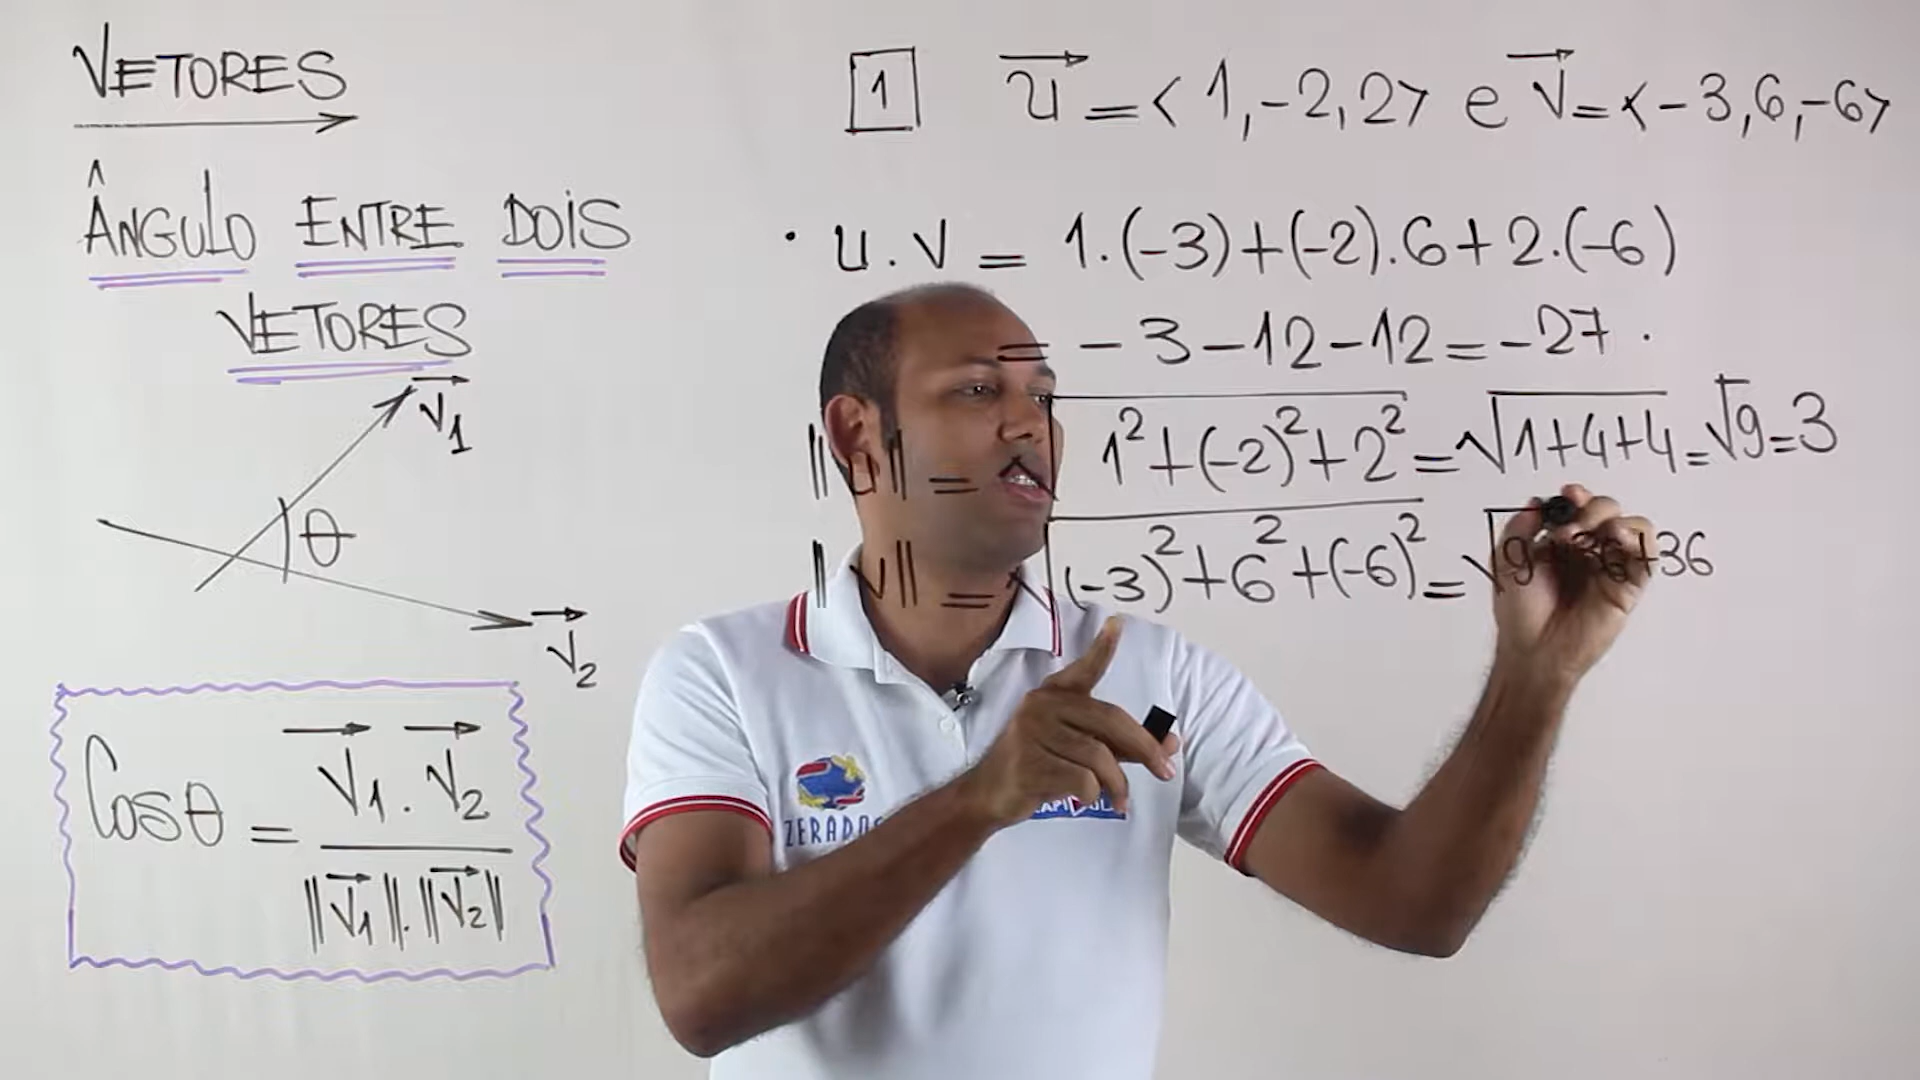 VETORES
ÂNGULO ENTRE DOIS
VETORES
V₁
θ
V₂
Cosθ = V₁ . V₂ / ||V₁|| . ||V₂||
1 u = < 1, -2, 2 > e v = < -3, 6, -6 >
• u . v = 1.(-3) + (-2).6 + 2.(-6)
= -3 - 12 - 12 = -27 .
||u|| = √1² + (-2)² + 2² = √1+4+4 = √9 = 3
||v|| = √(-3)² + 6² + (-6)² = √9+36+36